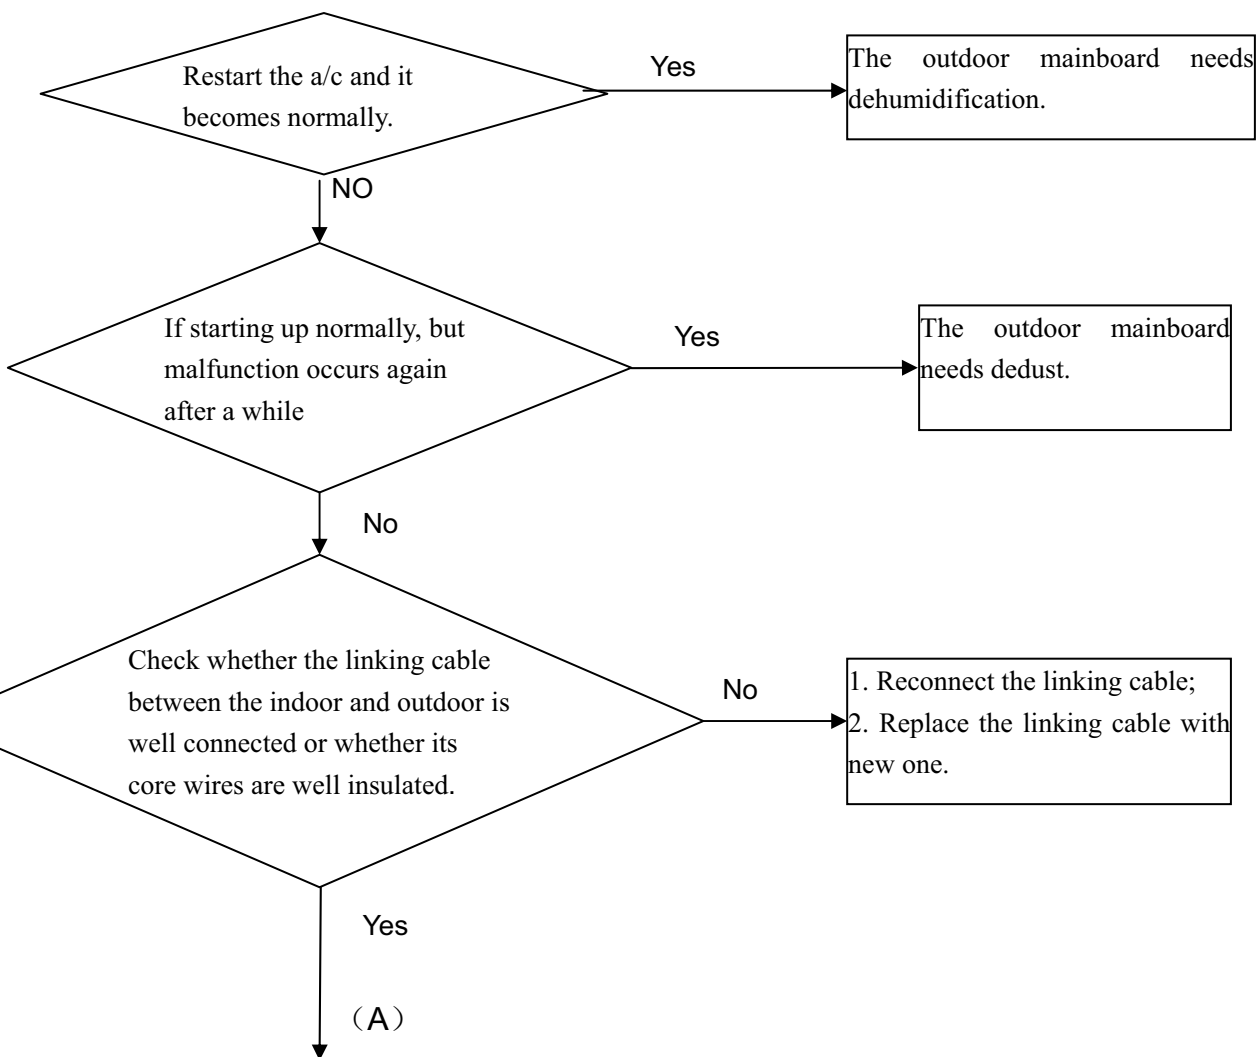 Restart the a/c and it
becomes normally.
Yes
The outdoor mainboard needs
dehumidification.
NO
If starting up normally, but
malfunction occurs again
after a while
Yes
The outdoor mainboard
needs dedust.
No
Check whether the linking cable
between the indoor and outdoor is
well connected or whether its
core wires are well insulated.
No
1. Reconnect the linking cable;
2. Replace the linking cable with
new one.
Yes
（A）